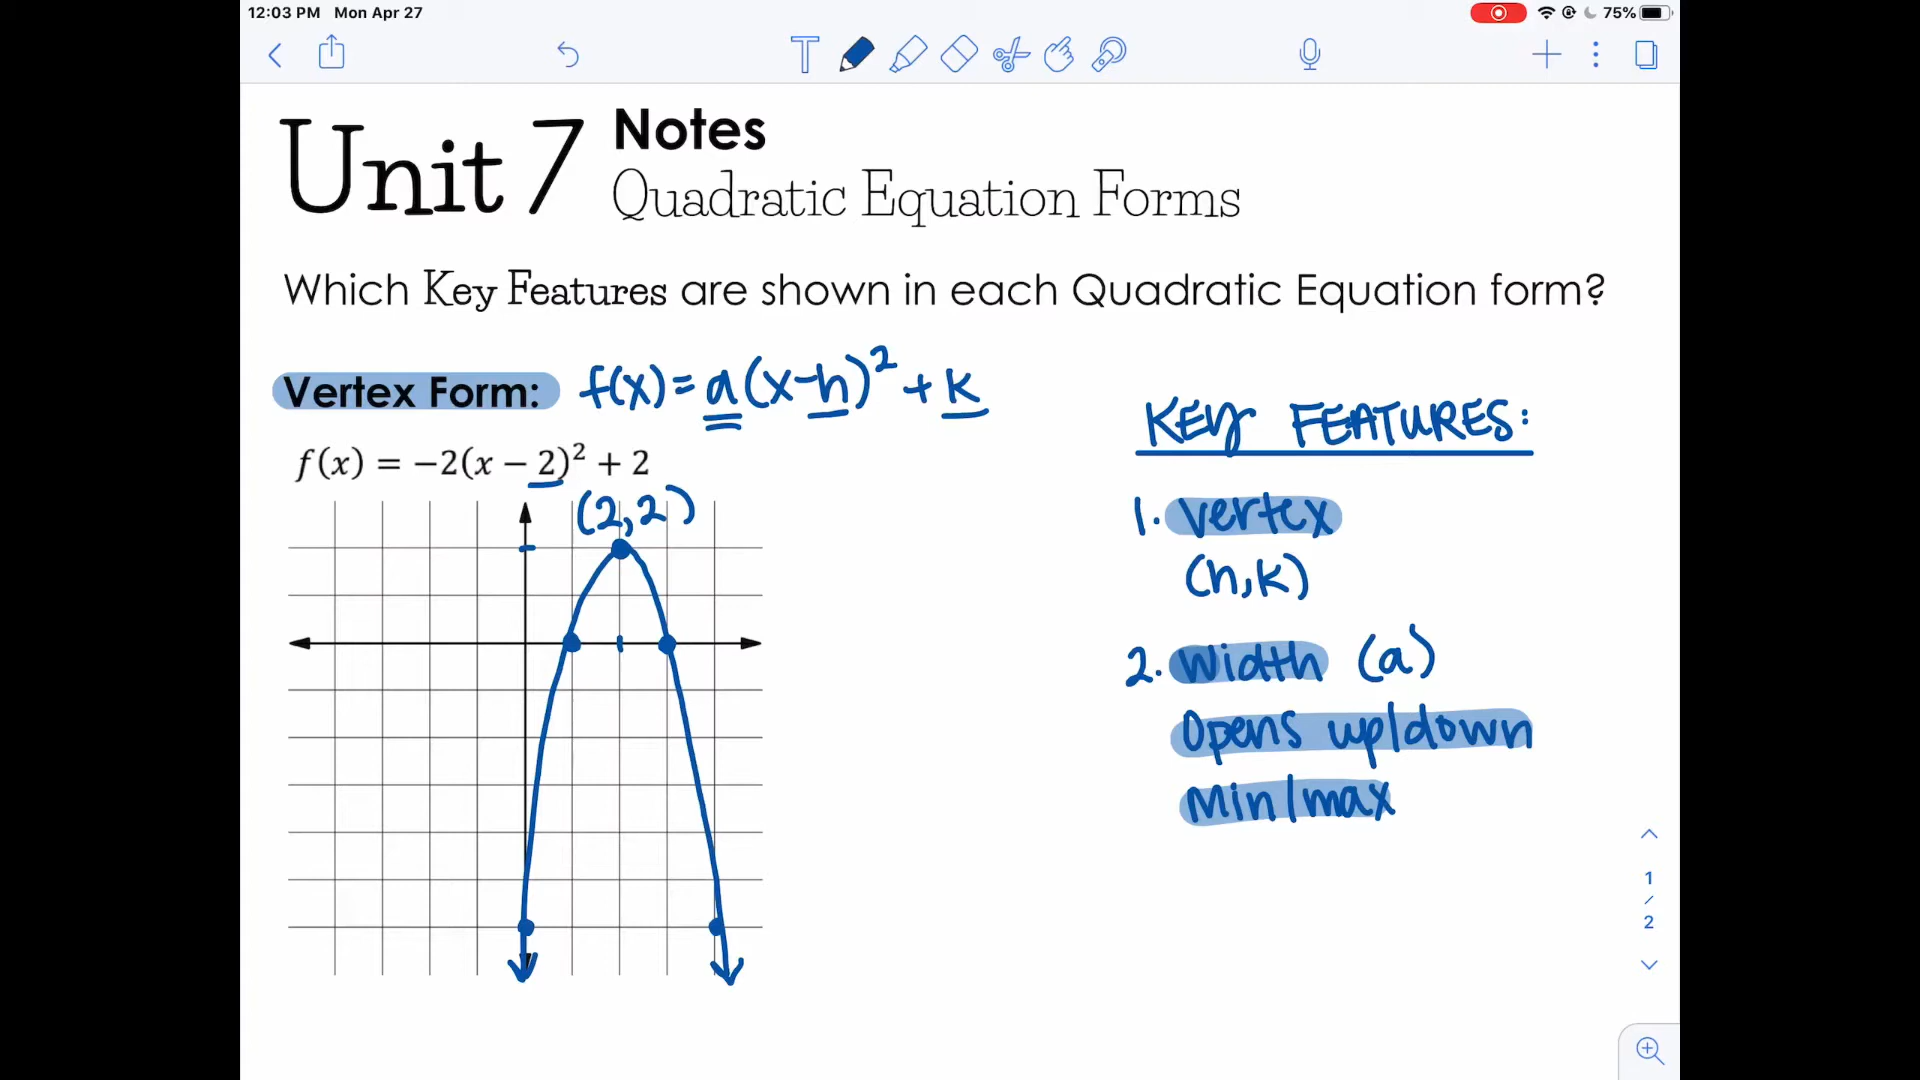 12:03 PM Mon Apr 27
75%
Unit 7 Notes
Quadratic Equation Forms
Which Key Features are shown in each Quadratic Equation form?
Vertex Form: f(x) = a(x-h)² + k
f(x) = −2(x − 2)² + 2
(2,2)
KEY FEATURES:
1. Vertex
(h,k)
2. Width (a)
Opens up/down
Min/max
1
/
2